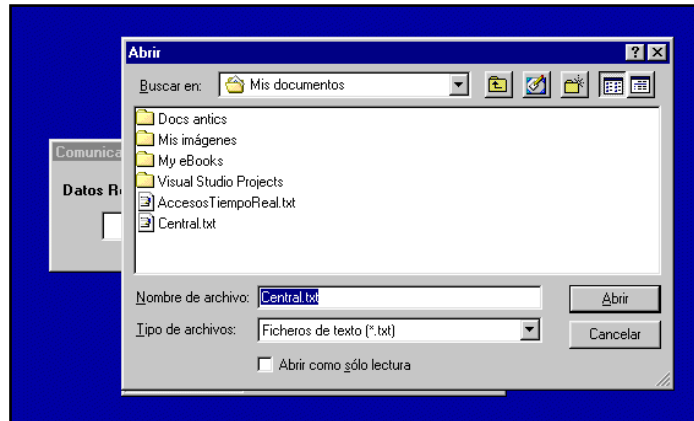 Abrir
Buscar en: Mis documentos
Docs antics
Mis imágenes
My eBooks
Visual Studio Projects
AccesosTiempoReal.txt
Central.txt
Comunica
Datos R
Nombre de archivo: Central.txt Abrir
Tipo de archivos: Ficheros de texto (*.txt) Cancelar
Abrir como sólo lectura